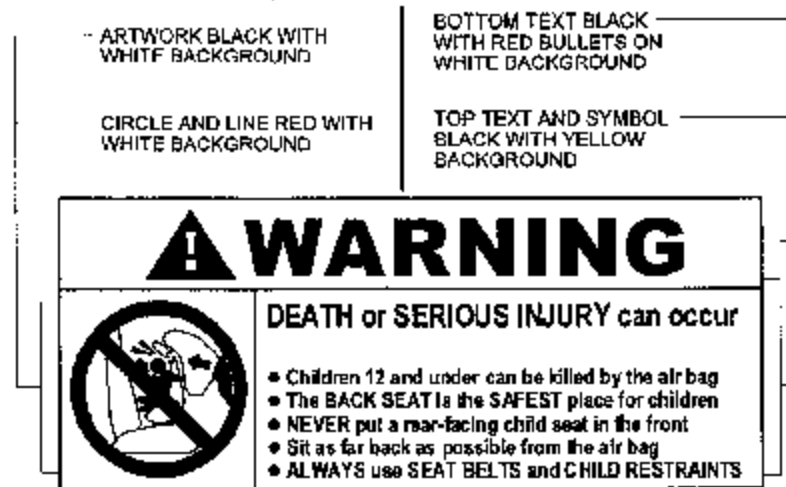 ARTWORK BLACK WITH
WHITE BACKGROUND
BOTTOM TEXT BLACK
WITH RED BULLETS ON
WHITE BACKGROUND
CIRCLE AND LINE RED WITH
WHITE BACKGROUND
TOP TEXT AND SYMBOL
BLACK WITH YELLOW
BACKGROUND
WARNING
DEATH or SERIOUS INJURY can occur
• Children 12 and under can be killed by the air bag
• The BACK SEAT is the SAFEST place for children
• NEVER put a rear-facing child seat in the front
• Sit as far back as possible from the air bag
• ALWAYS use SEAT BELTS and CHILD RESTRAINTS